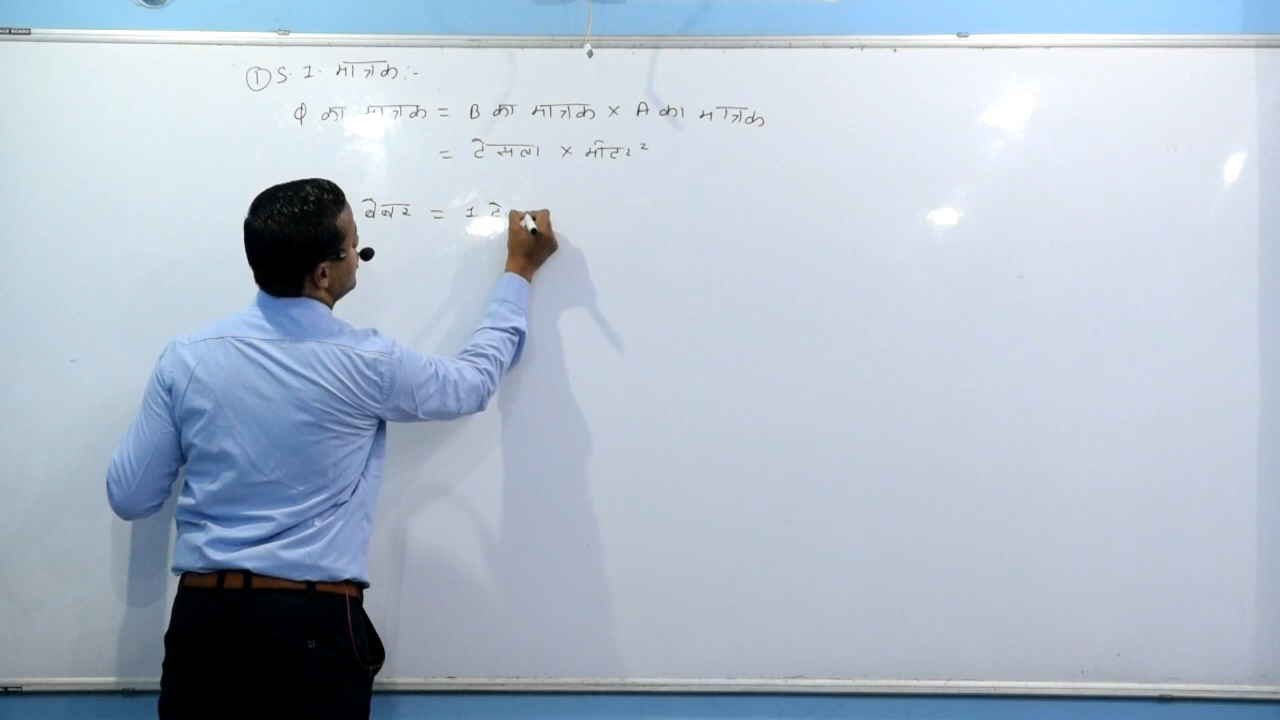 ① S.I. मात्रक:-
ϕ का मात्रक = B का मात्रक × A का मात्रक
= टेसला × मीटर²
वेबर = 1 टे